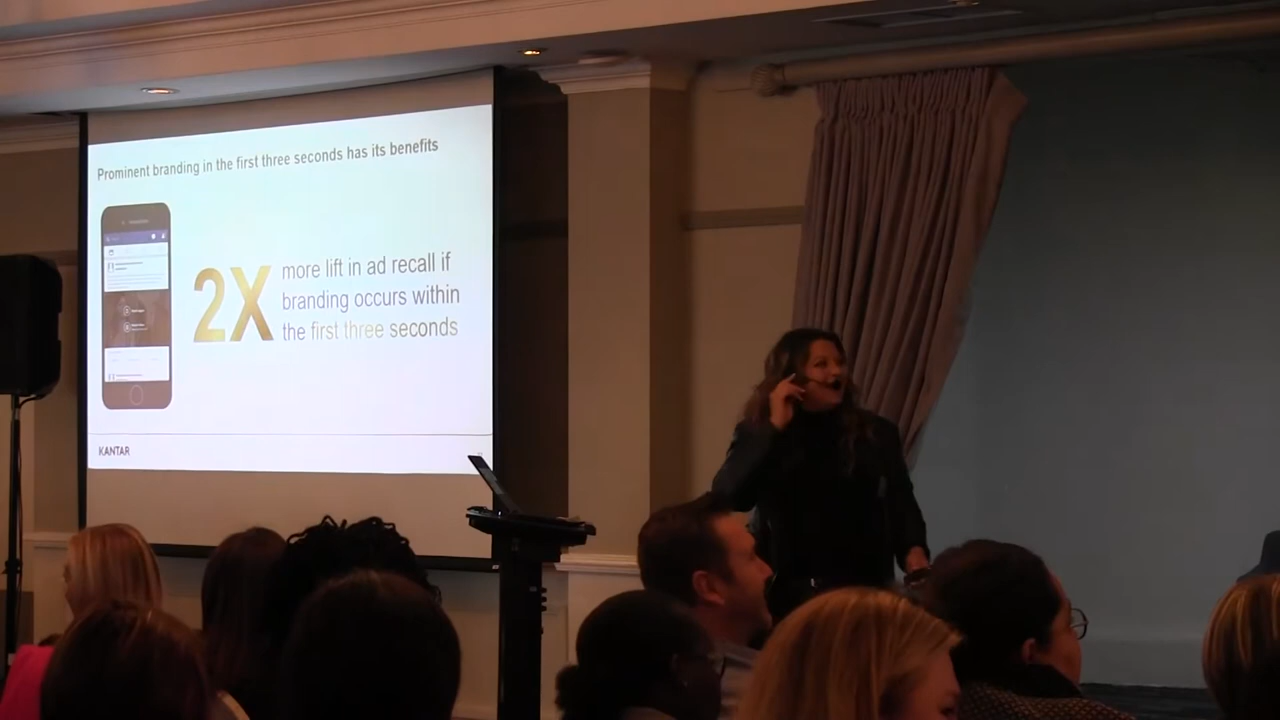 Prominent branding in the first three seconds has its benefits
2X
more lift in ad recall if
branding occurs within
the first three seconds
KANTAR